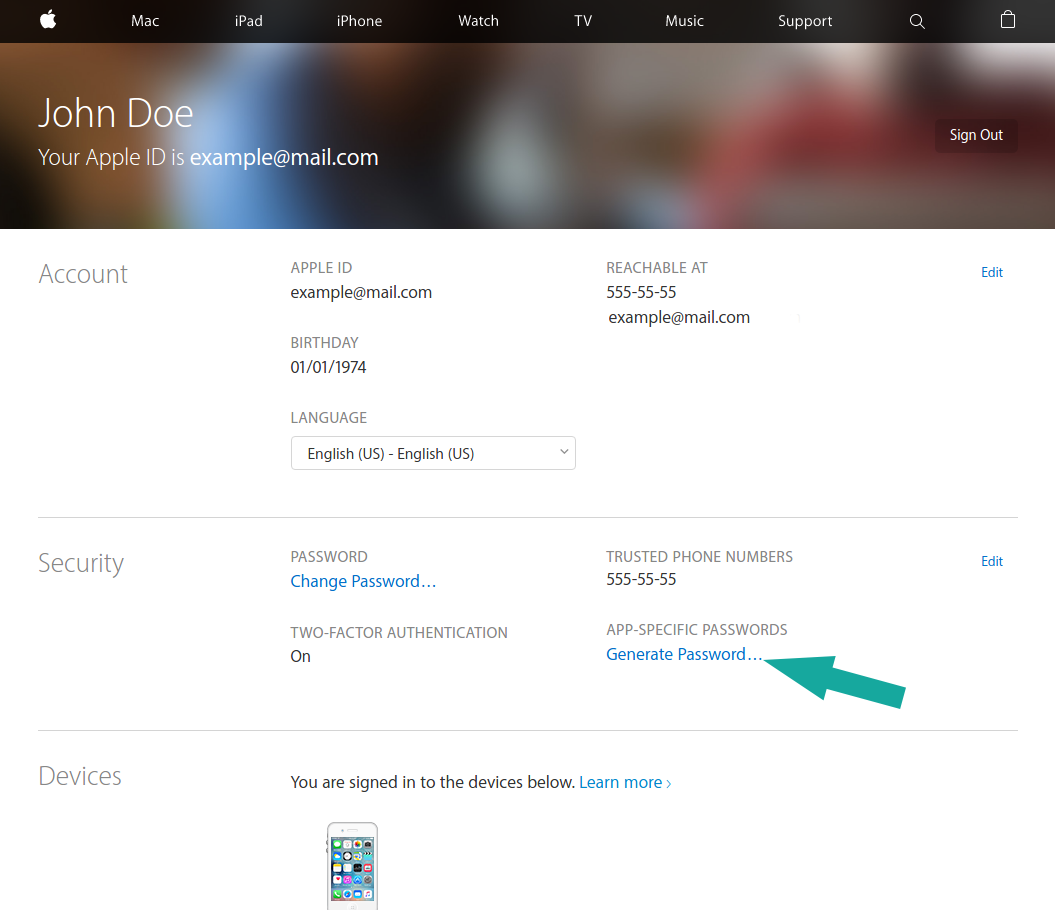 Mac iPad iPhone Watch TV Music Support
John Doe
Your Apple ID is example@mail.com
Sign Out
Account
APPLE ID
example@mail.com
BIRTHDAY
01/01/1974
LANGUAGE
English (US) - English (US)
REACHABLE AT
555-55-55
example@mail.com
Edit
Security
PASSWORD
Change Password…
TWO-FACTOR AUTHENTICATION
On
TRUSTED PHONE NUMBERS
555-55-55
APP-SPECIFIC PASSWORDS
Generate Password…
Edit
Devices
You are signed in to the devices below. Learn more ›